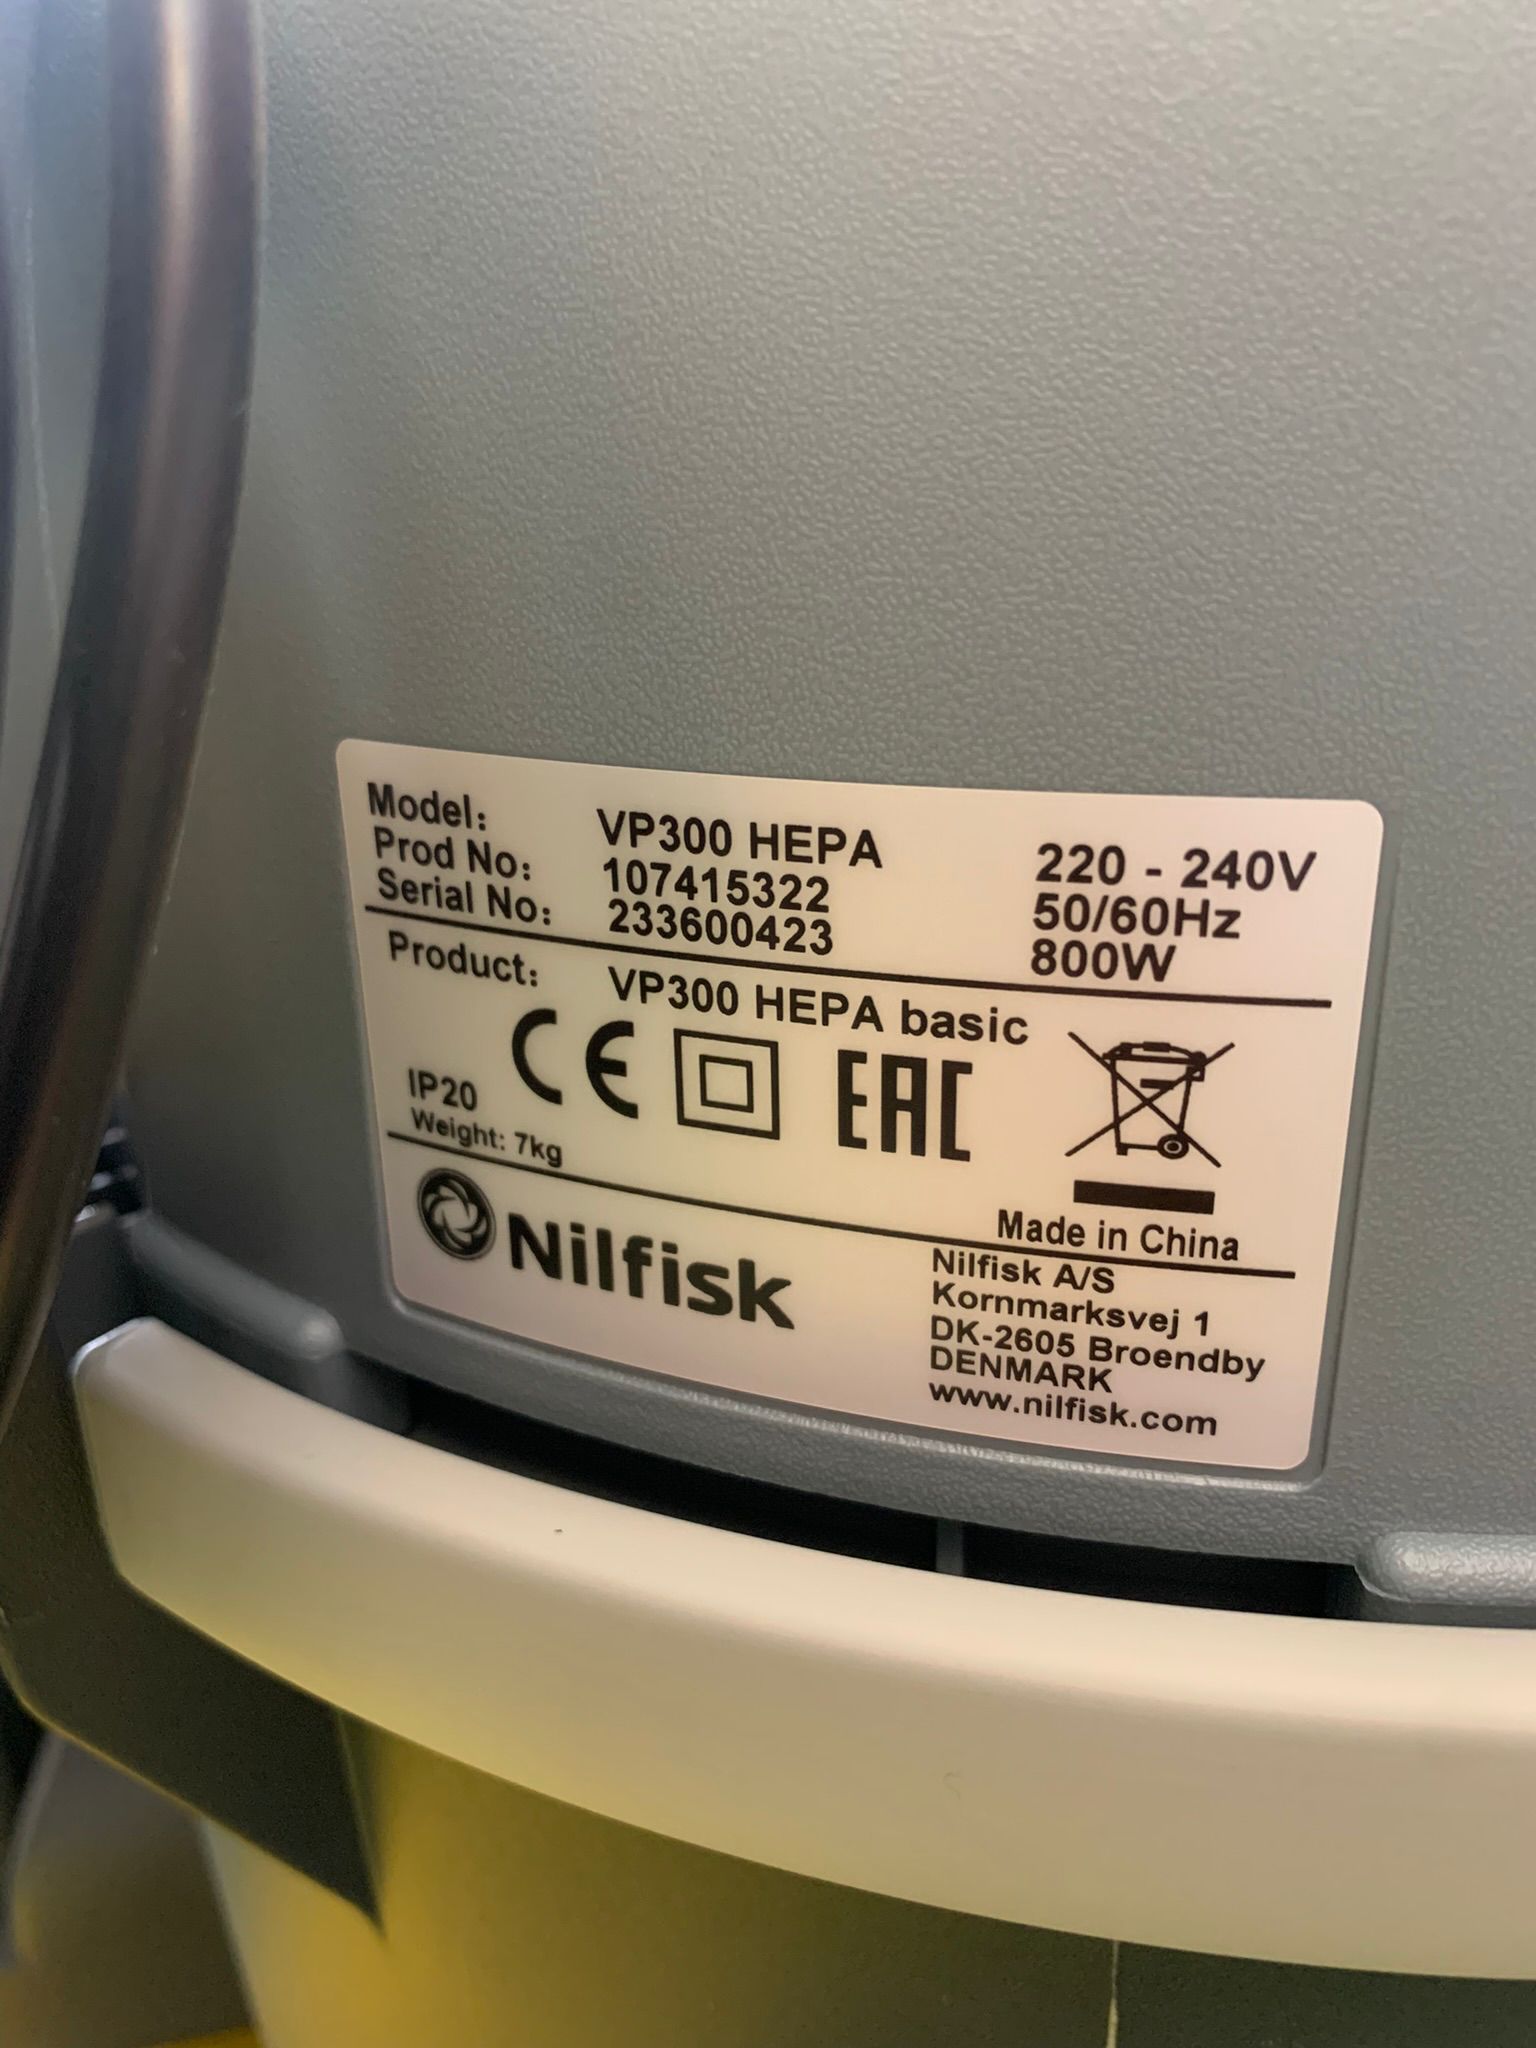 Model: VP300 HEPA 220 - 240V
Prod No: 107415322 50/60Hz
Serial No: 233600423 800W
Product: VP300 HEPA basic
IP20 CE EAC
Weight: 7kg
Made in China
Nilfisk
Nilfisk A/S
Kornmarksvej 1
DK-2605 Broendby
DENMARK
www.nilfisk.com